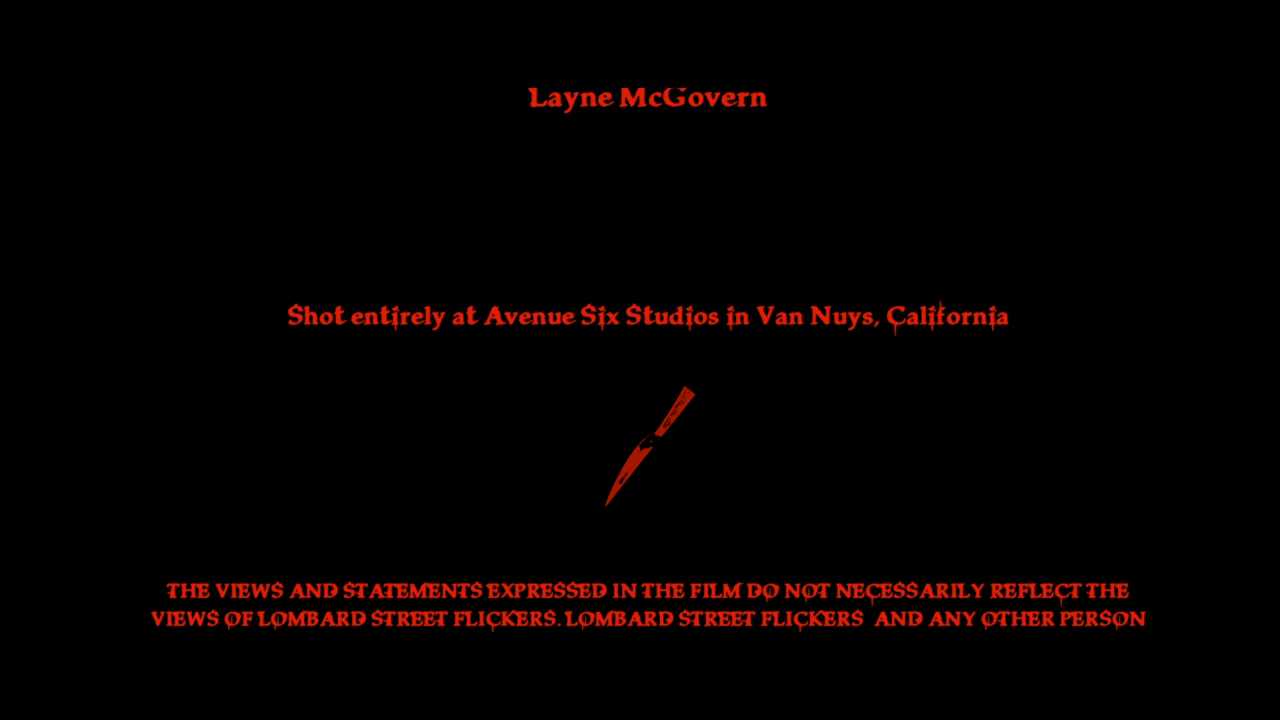 Layne McGovern
Shot entirely at Avenue Six Studios in Van Nuys, California
THE VIEWS AND STATEMENTS EXPRESSED IN THE FILM DO NOT NECESSARILY REFLECT THE
VIEWS OF LOMBARD STREET FLICKERS. LOMBARD STREET FLICKERS AND ANY OTHER PERSON